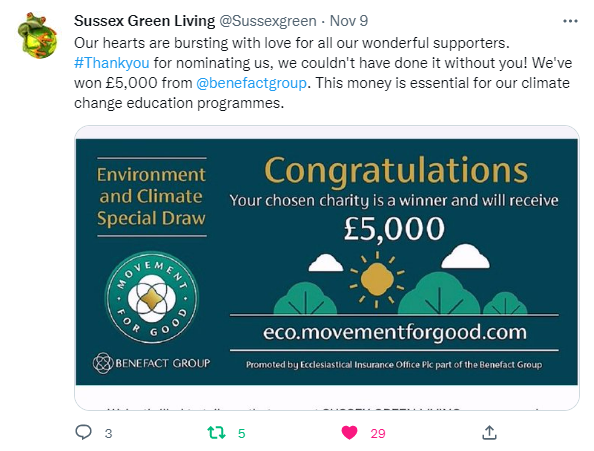 Sussex Green Living @Sussexgreen · Nov 9
Our hearts are bursting with love for all our wonderful supporters.
#Thankyou for nominating us, we couldn't have done it without you! We've
won £5,000 from @benefactgroup. This money is essential for our climate
change education programmes.
Environment
and Climate
Special Draw
MOVEMENT
FOR GOOD
BENEFACT GROUP
Congratulations
Your chosen charity is a winner and will receive
£5,000
eco.movementforgood.com
Promoted by Ecclesiastical Insurance Office Plc part of the Benefact Group
3
5
29